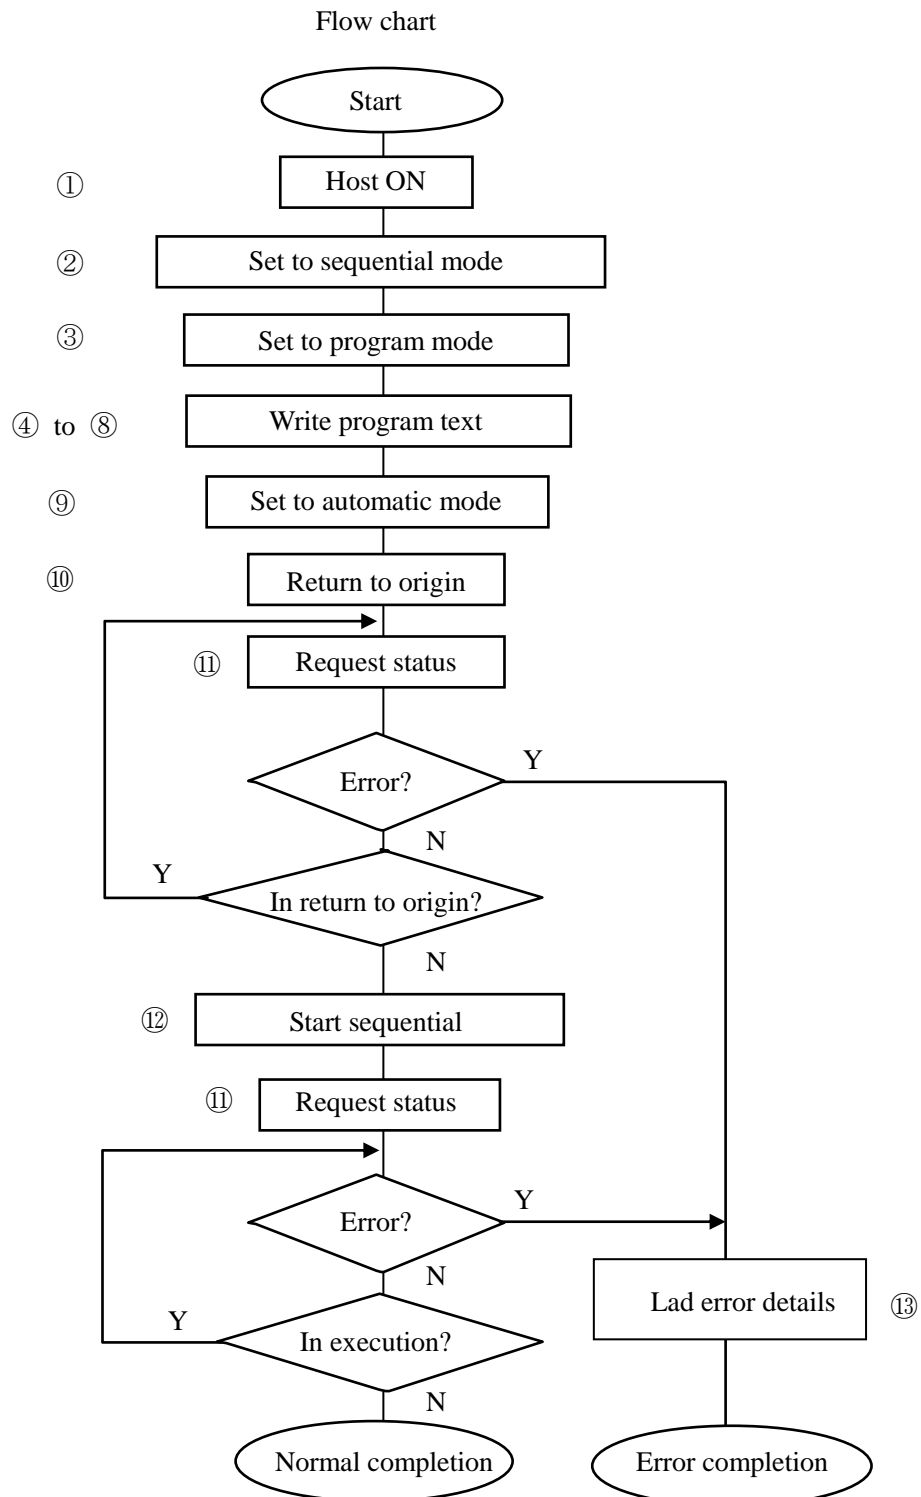 Flow chart
Start
① Host ON
② Set to sequential mode
③ Set to program mode
④ to ⑧ Write program text
⑨ Set to automatic mode
⑩ Return to origin
⑪ Request status
Error? Y
N
Y In return to origin?
N
⑫ Start sequential
⑪ Request status
Error? Y
N
Lad error details ⑬
Y In execution?
N
Normal completion Error completion